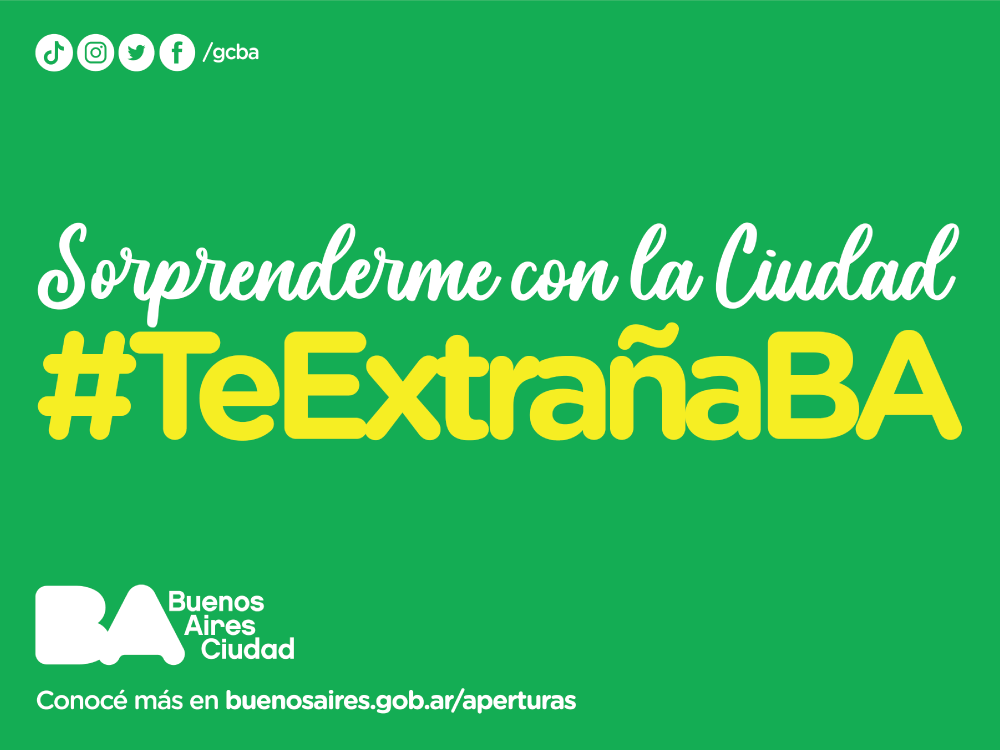 /gcba
Sorprenderme con la Ciudad
#TeExtrañaBA
BA
Buenos
Aires
Ciudad
Conocé más en buenosaires.gob.ar/aperturas